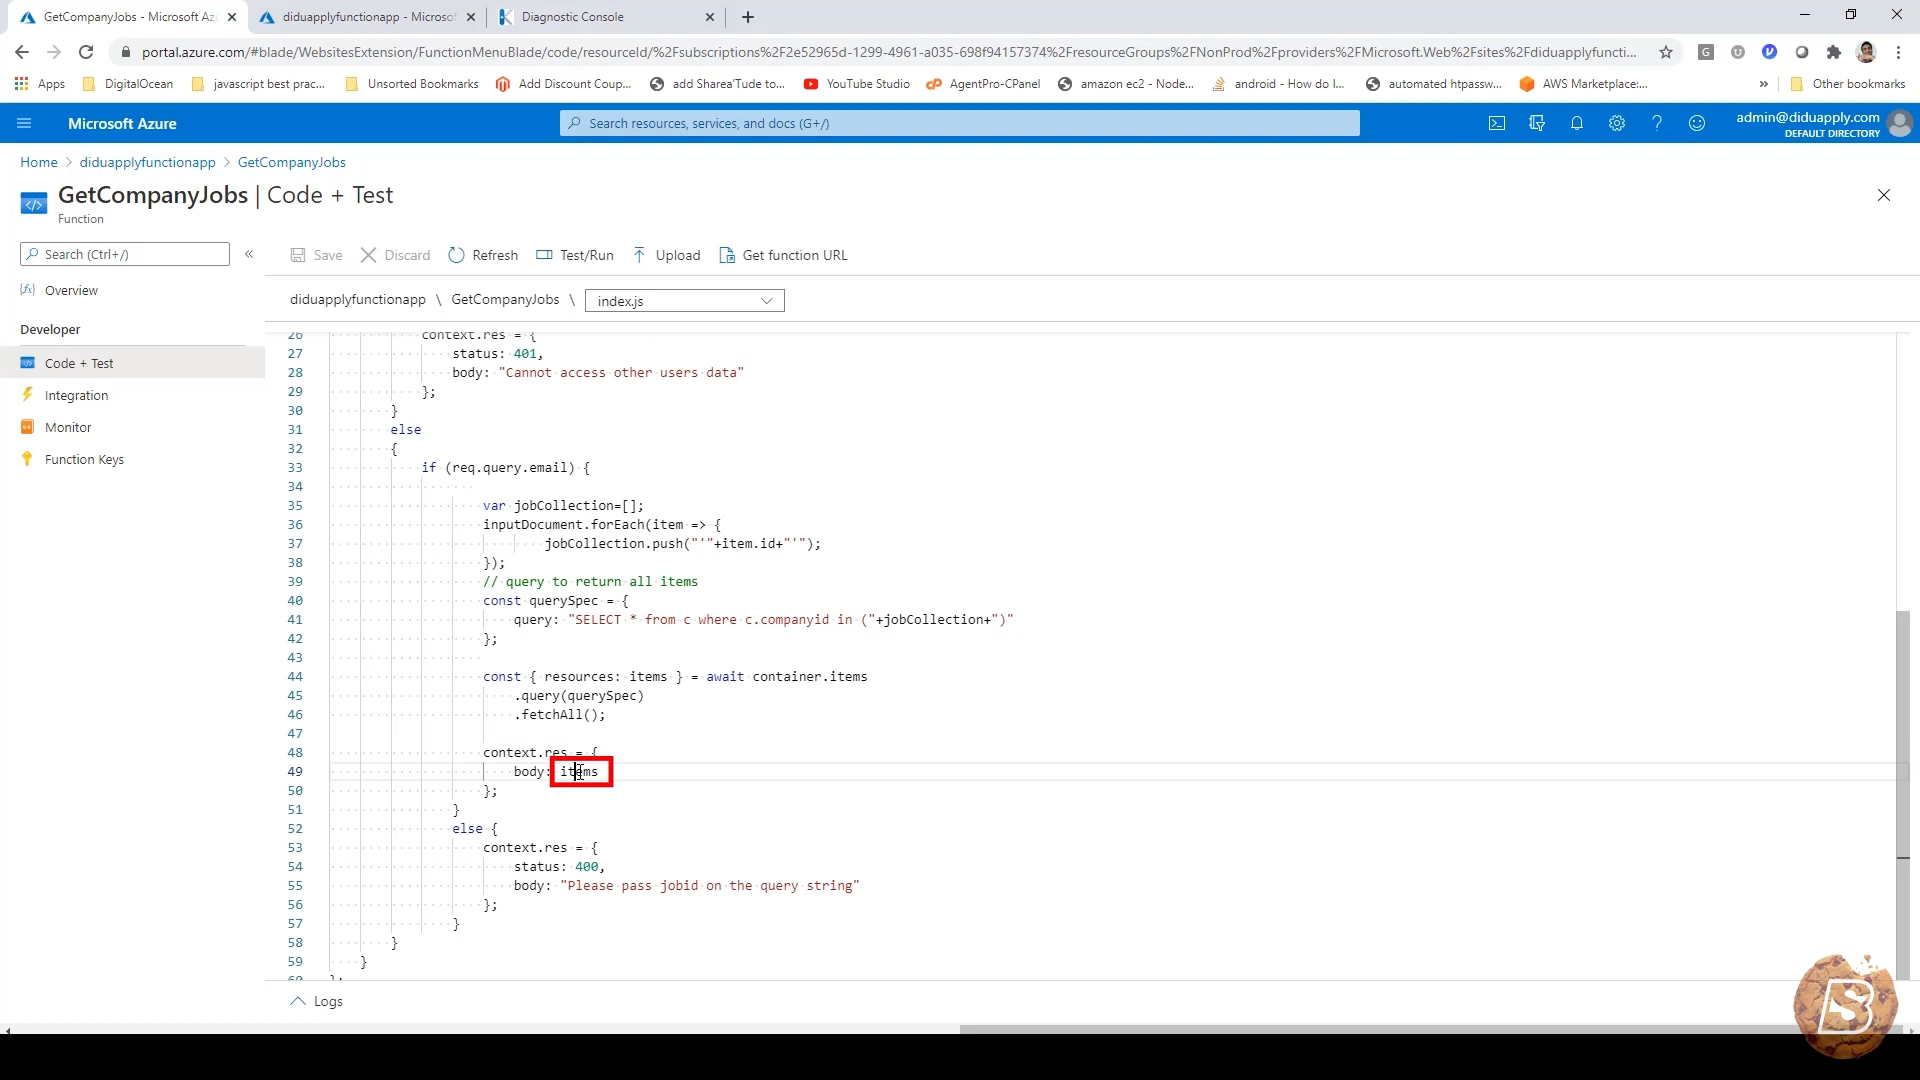 GetCompanyJobs - Microsoft Az
diduapplyfunctionapp - Microsof
Diagnostic Console
portal.azure.com/#blade/WebsitesExtension/FunctionMenuBlade/code/resourceId/%2Fsubscriptions%2F2e52965d-1299-4961-a035-698f94157374%2FresourceGroups%2FNonProd%2Fproviders%2FMicrosoft.Web%2Fsites%2Fdiduapplyfuncti...
Apps
DigitalOcean
javascript best prac...
Unsorted Bookmarks
Add Discount Coup...
add Sharea'Tude to...
YouTube Studio
AgentPro-CPanel
amazon ec2 - Node...
android - How do I...
automated htpassw...
AWS Marketplace:...
»
Other bookmarks
Microsoft Azure
Search resources, services, and docs (G+/)
admin@diduapply.com
DEFAULT DIRECTORY
Home > diduapplyfunctionapp > GetCompanyJobs
GetCompanyJobs | Code + Test
Function
Search (Ctrl+/)
«
Save
Discard
Refresh
Test/Run
Upload
Get function URL
Overview
Developer
Code + Test
Integration
Monitor
Function Keys
diduapplyfunctionapp \ GetCompanyJobs \ index.js
26 context.res = {
27 status: 401,
28 body: "Cannot access other users data"
29 };
30 }
31 else
32 {
33 if (req.query.email) {
34
35 var jobCollection=[];
36 inputDocument.forEach(item => {
37 jobCollection.push("'"+item.id+"'");
38 });
39 // query to return all items
40 const querySpec = {
41 query: "SELECT * from c where c.companyid in ("+jobCollection+")"
42 };
43
44 const { resources: items } = await container.items
45 .query(querySpec)
46 .fetchAll();
47
48 context.res = {
49 body: items
50 };
51 }
52 else {
53 context.res = {
54 status: 400,
55 body: "Please pass jobid on the query string"
56 };
57 }
58 }
59 }
60 };
Logs